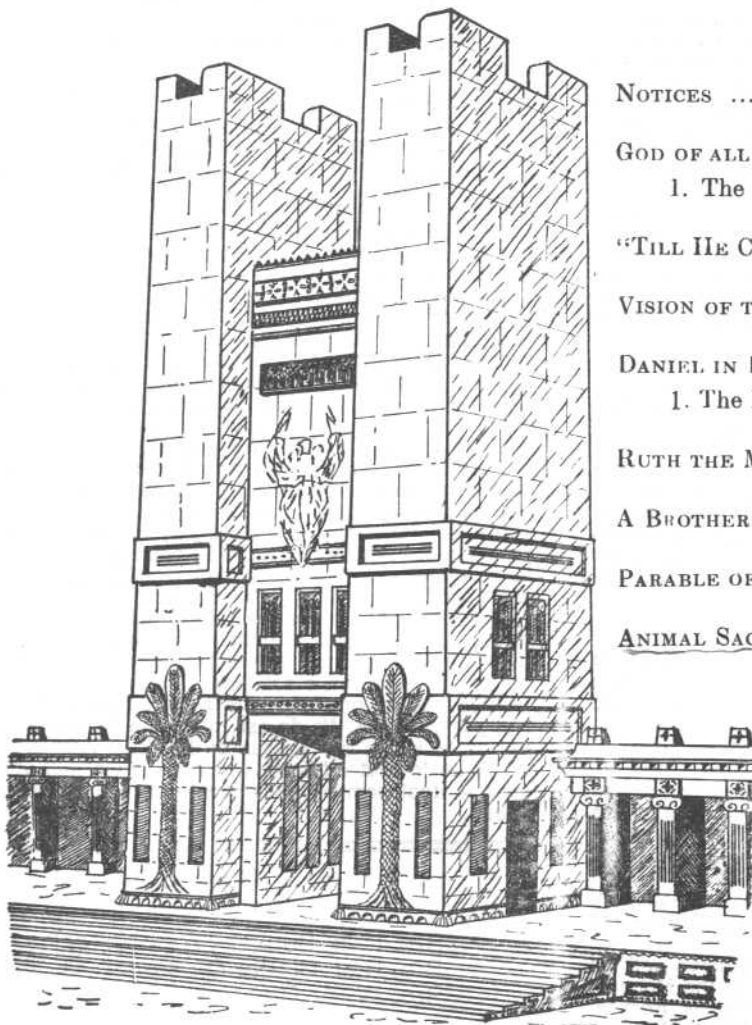 NOTICES ...
GOD OF ALL
1. The
“TILL HE C
VISION OF T
DANIEL IN
1. The
RUTH THE M
A BROTHER
PARABLE OF
ANIMAL SAC